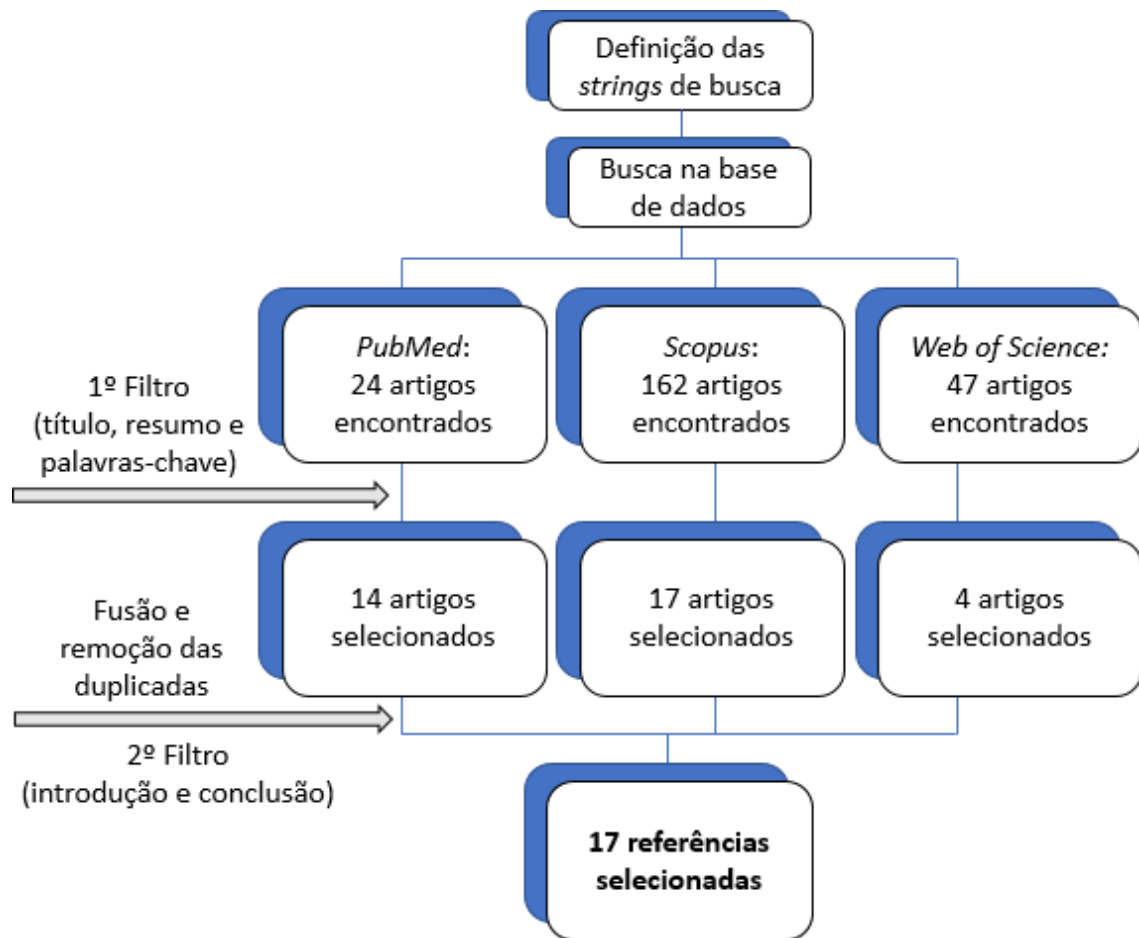 Definição das
strings de busca
Busca na base
de dados
PubMed:
24 artigos
encontrados
Scopus:
162 artigos
encontrados
Web of Science:
47 artigos
encontrados
1º Filtro
(título, resumo e
palavras-chave)
14 artigos
selecionados
17 artigos
selecionados
4 artigos
selecionados
Fusão e
remoção das
duplicadas
2º Filtro
(introdução e conclusão)
17 referências
selecionadas